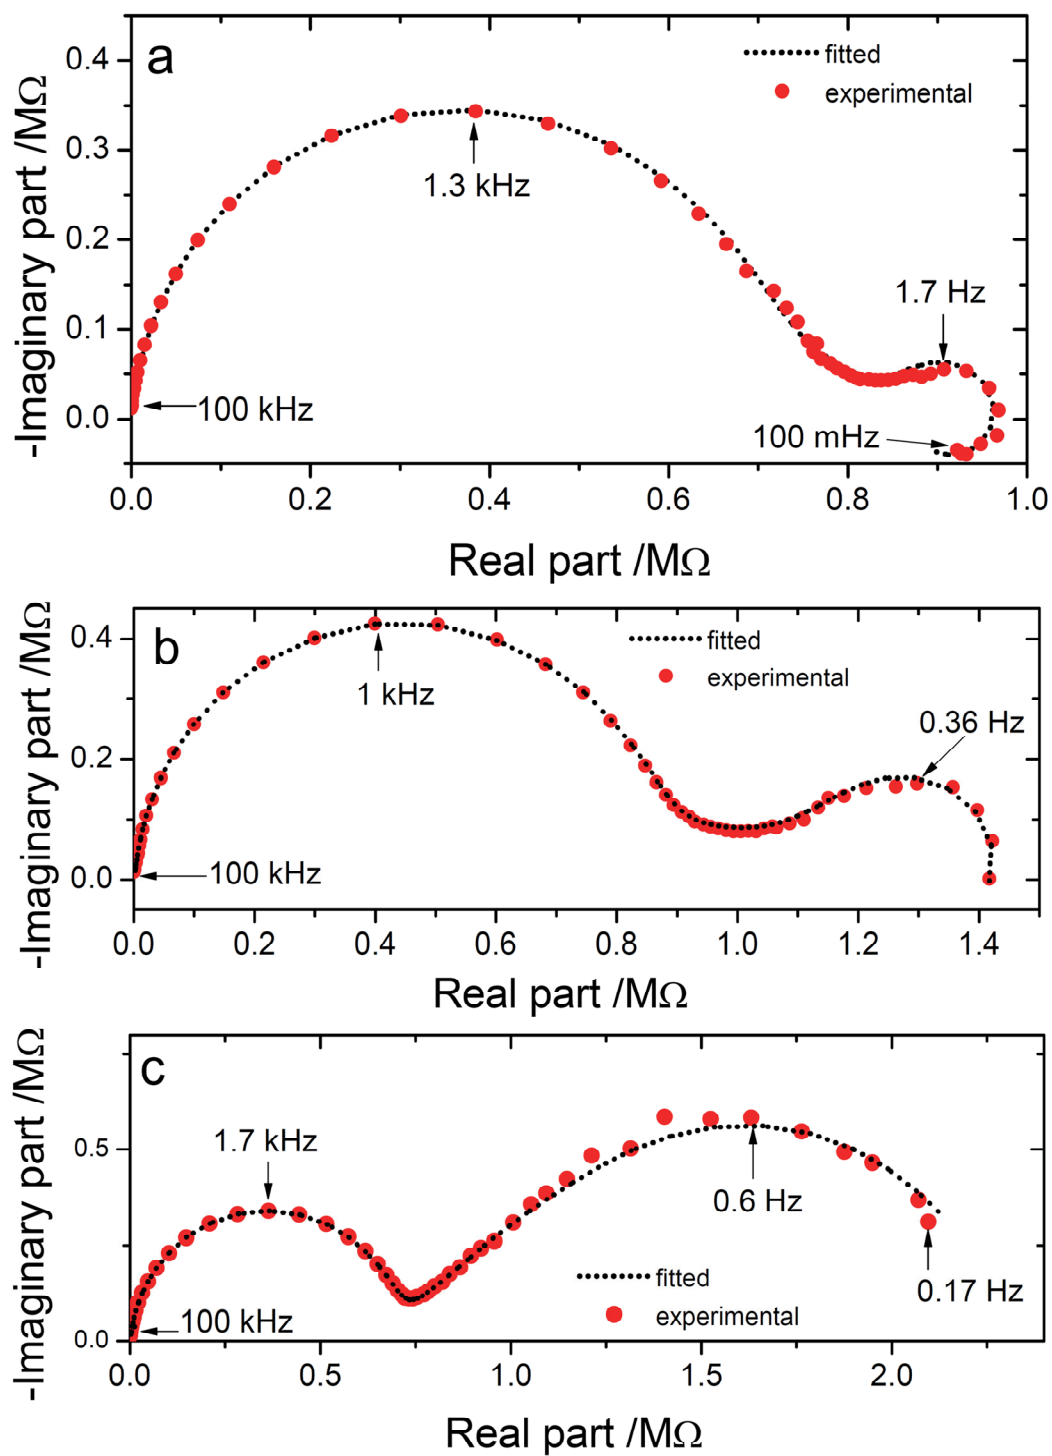 a
fitted
experimental
0.4
0.3
0.2
0.1
0.0
-Imaginary part /MΩ
1.3 kHz
1.7 Hz
100 kHz
100 mHz
0.0 0.2 0.4 0.6 0.8 1.0
Real part /MΩ
b
fitted
experimental
0.4
0.2
0.0
-Imaginary part /MΩ
1 kHz
0.36 Hz
100 kHz
0.0 0.2 0.4 0.6 0.8 1.0 1.2 1.4
Real part /MΩ
c
0.5
0.0
-Imaginary part /MΩ
1.7 kHz
0.6 Hz
0.17 Hz
100 kHz
fitted
experimental
0.0 0.5 1.0 1.5 2.0
Real part /MΩ